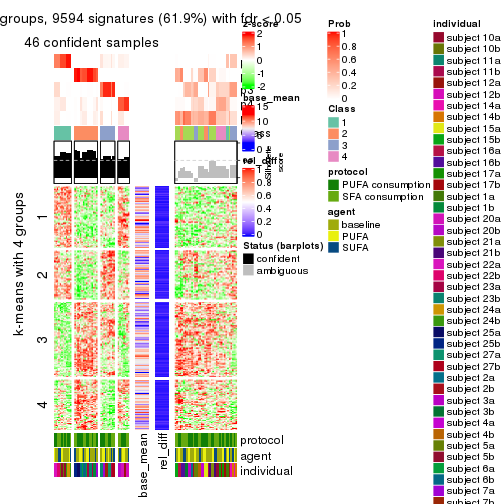 groups, 9594 signatures (61.9%) with fdr < 0.05
46 confident samples
z-score
2
1
0
-1
-2
base_mean
15
10
5
0
rel_diff
1
0.8
0.6
0.4
0.2
0
Silhouette score
Status (barplots)
confident
ambiguous
Prob
1
0.8
0.6
0.4
0.2
0
Class
1
2
3
4
protocol
PUFA consumption
SFA consumption
agent
baseline
PUFA
SUFA
individual
subject 10a
subject 10b
subject 11a
subject 11b
subject 12a
subject 12b
subject 14a
subject 14b
subject 15a
subject 15b
subject 16a
subject 16b
subject 17a
subject 17b
subject 1a
subject 1b
subject 20a
subject 20b
subject 21a
subject 21b
subject 22a
subject 23a
subject 23b
subject 24a
subject 24b
subject 25a
subject 25b
subject 27a
subject 27b
subject 2a
subject 2b
subject 3a
subject 3b
subject 4a
subject 4b
subject 5a
subject 5b
subject 6a
subject 6b
subject 7a
subject 7b
k-means with 4 groups
1
2
3
4
base_mean
rel_diff
protocol
agent
individual